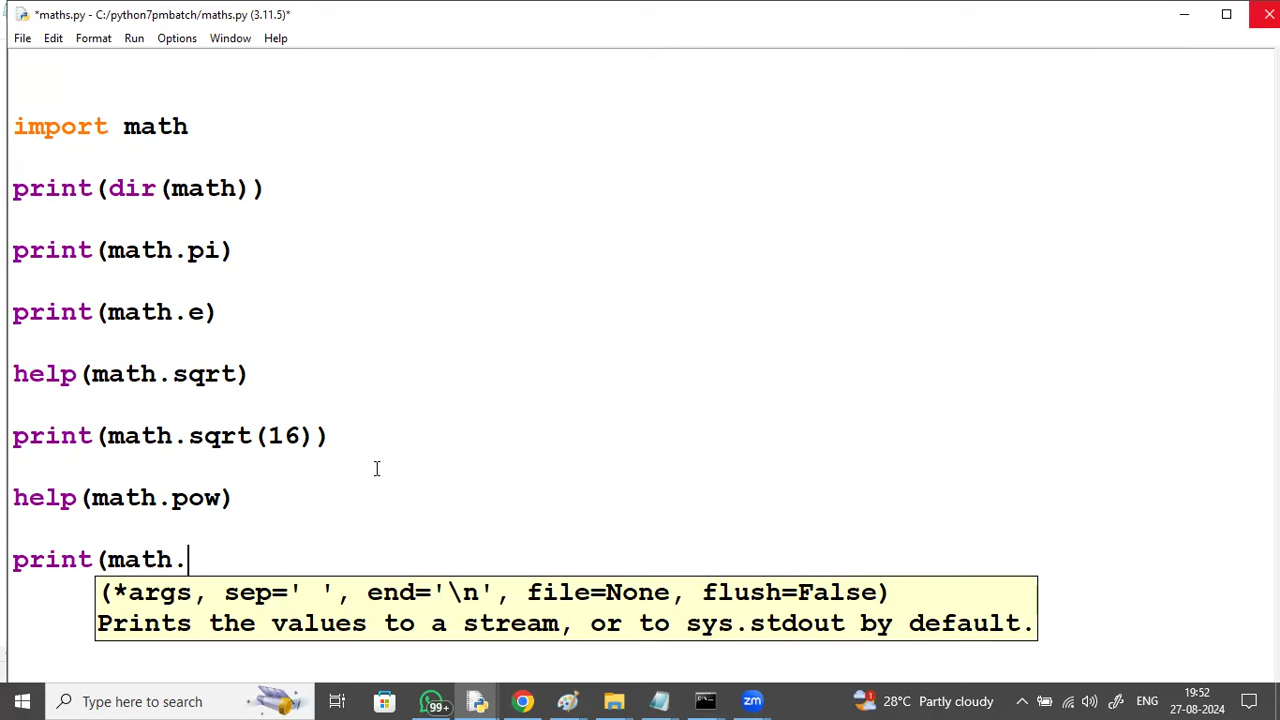 *maths.py - C:/python7pmbatch/maths.py (3.11.5)*
File Edit Format Run Options Window Help
import math
print(dir(math))
print(math.pi)
print(math.e)
help(math.sqrt)
print(math.sqrt(16))
help(math.pow)
print(math.
(*args, sep=' ', end='\n', file=None, flush=False)
Prints the values to a stream, or to sys.stdout by default.
Type here to search
99+
zm
1
28°C Partly cloudy
ENG
19:52
27-08-2024